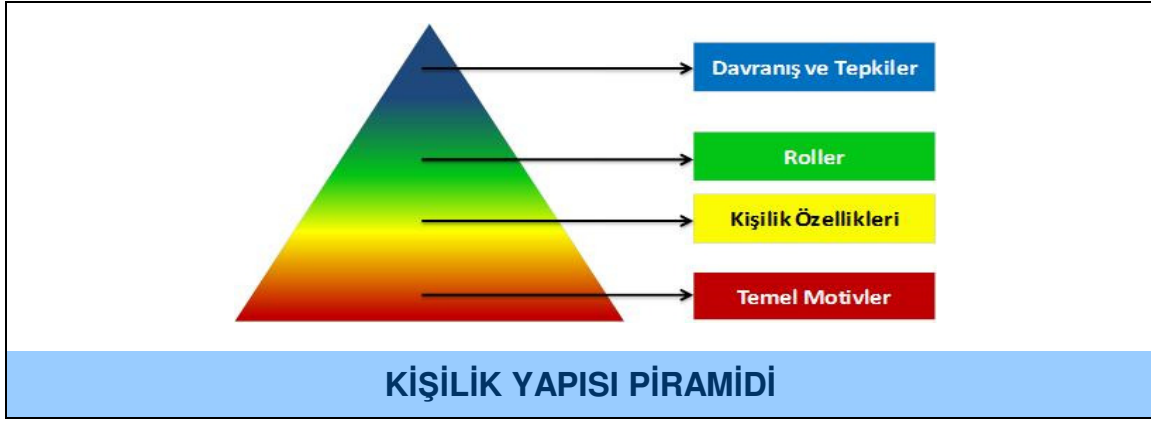 Davranış ve Tepkiler
Roller
Kişilik Özellikleri
Temel Motivler
KİŞİLİK YAPISI PİRAMİDİ